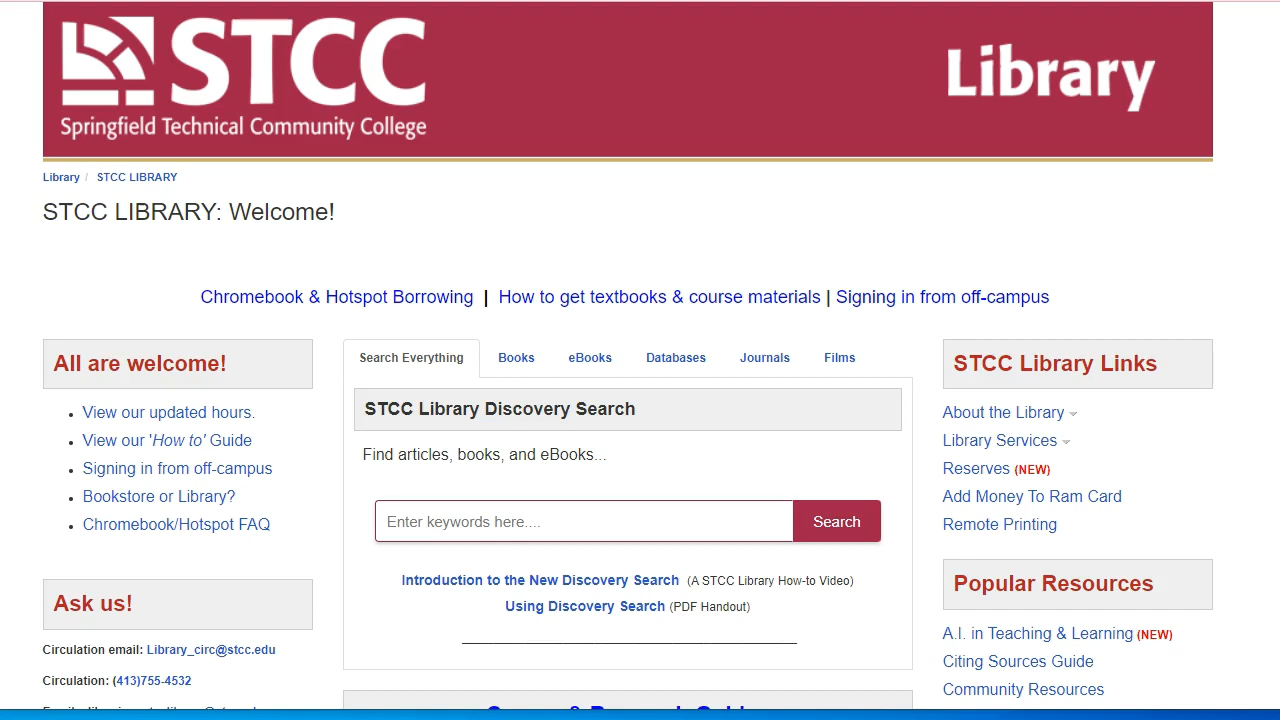 STCC
Springfield Technical Community College
Library
Library / STCC LIBRARY
STCC LIBRARY: Welcome!
Chromebook & Hotspot Borrowing | How to get textbooks & course materials | Signing in from off-campus
All are welcome!
• View our updated hours.
• View our 'How to' Guide
• Signing in from off-campus
• Bookstore or Library?
• Chromebook/Hotspot FAQ
Ask us!
Circulation email: Library_circ@stcc.edu
Circulation: (413)755-4532
Search Everything Books eBooks Databases Journals Films
STCC Library Discovery Search
Find articles, books, and eBooks...
Enter keywords here.... Search
Introduction to the New Discovery Search (A STCC Library How-to Video)
Using Discovery Search (PDF Handout)
STCC Library Links
About the Library
Library Services
Reserves (NEW)
Add Money To Ram Card
Remote Printing
Popular Resources
A.I. in Teaching & Learning (NEW)
Citing Sources Guide
Community Resources